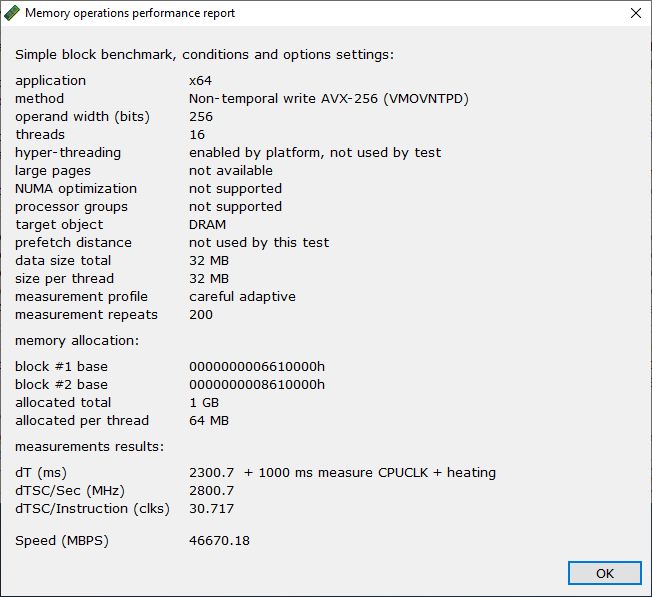 Memory operations performance report
Simple block benchmark, conditions and options settings:
application x64
method Non-temporal write AVX-256 (VMOVNTPD)
operand width (bits) 256
threads 16
hyper-threading enabled by platform, not used by test
large pages not available
NUMA optimization not supported
processor groups not supported
target object DRAM
prefetch distance not used by this test
data size total 32 MB
size per thread 32 MB
measurement profile careful adaptive
measurement repeats 200
memory allocation:
block #1 base 0000000006610000h
block #2 base 0000000008610000h
allocated total 1 GB
allocated per thread 64 MB
measurements results:
dT (ms) 2300.7 + 1000 ms measure CPUCLK + heating
dTSC/Sec (MHz) 2800.7
dTSC/Instruction (clks) 30.717
Speed (MBPS) 46670.18
OK